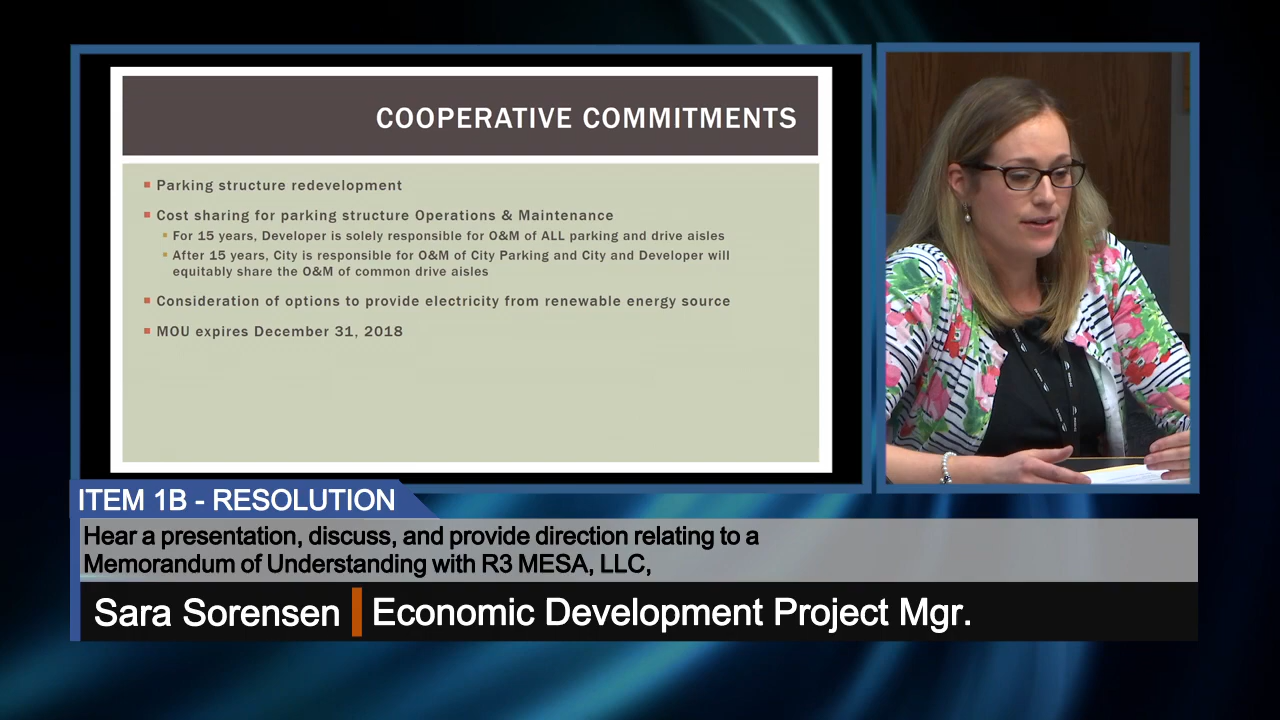 COOPERATIVE COMMITMENTS
Parking structure redevelopment
Cost sharing for parking structure Operations & Maintenance
For 15 years, Developer is solely responsible for O&M of ALL parking and drive aisles
After 15 years, City is responsible for O&M of City Parking and City and Developer will
equitably share the O&M of common drive aisles
Consideration of options to provide electricity from renewable energy source
MOU expires December 31, 2018
ITEM 1B - RESOLUTION
Hear a presentation, discuss, and provide direction relating to a
Memorandum of Understanding with R3 MESA, LLC,
Sara Sorensen Economic Development Project Mgr.